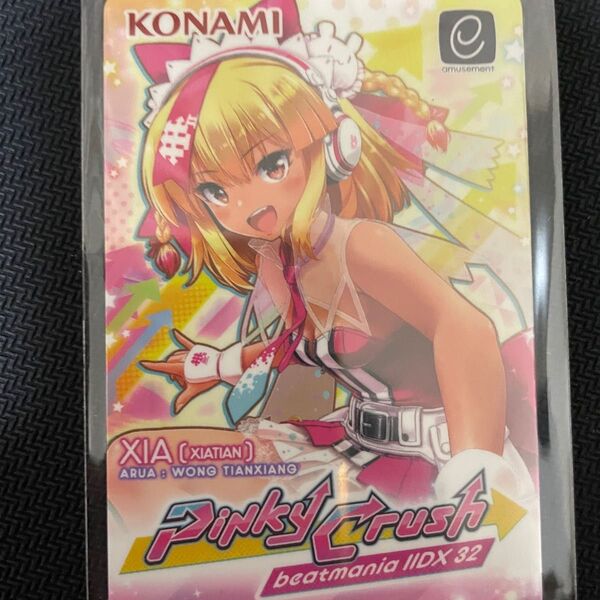 KONAMI
e
amusement
XIA (XIATIAN)
ARUA : WONG TIANXIANG
Pinky Crush
beatmania IIDX 32